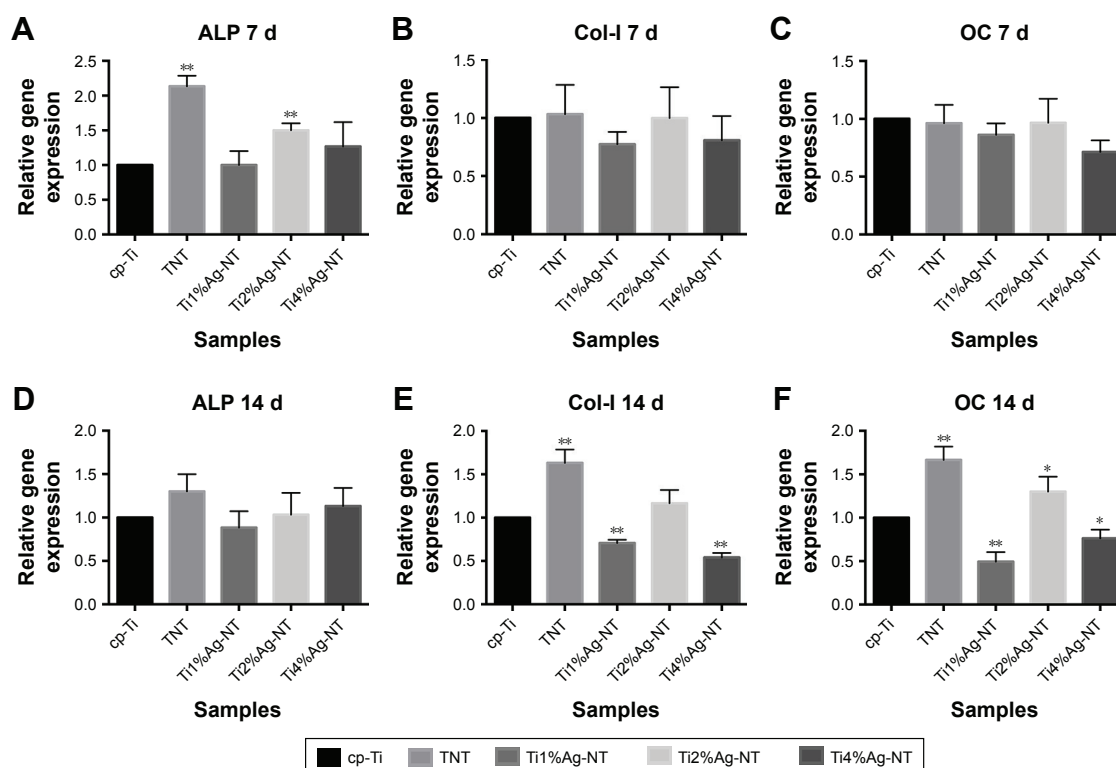 A
ALP 7 d
Relative gene
expression
2.5
2.0
1.5
1.0
0.5
0.0
**
**
cp-Ti
TNT
Ti1%Ag-NT
Ti2%Ag-NT
Ti4%Ag-NT
Samples
B
Col-I 7 d
Relative gene
expression
1.5
1.0
0.5
0.0
cp-Ti
TNT
Ti1%Ag-NT
Ti2%Ag-NT
Ti4%Ag-NT
Samples
C
OC 7 d
Relative gene
expression
1.5
1.0
0.5
0.0
cp-Ti
TNT
Ti1%Ag-NT
Ti2%Ag-NT
Ti4%Ag-NT
Samples
D
ALP 14 d
Relative gene
expression
2.0
1.5
1.0
0.5
0.0
cp-Ti
TNT
Ti1%Ag-NT
Ti2%Ag-NT
Ti4%Ag-NT
Samples
E
Col-I 14 d
Relative gene
expression
2.0
1.5
1.0
0.5
0.0
**
**
**
cp-Ti
TNT
Ti1%Ag-NT
Ti2%Ag-NT
Ti4%Ag-NT
Samples
F
OC 14 d
Relative gene
expression
2.0
1.5
1.0
0.5
0.0
**
**
*
*
cp-Ti
TNT
Ti1%Ag-NT
Ti2%Ag-NT
Ti4%Ag-NT
Samples
cp-Ti TNT Ti1%Ag-NT Ti2%Ag-NT Ti4%Ag-NT